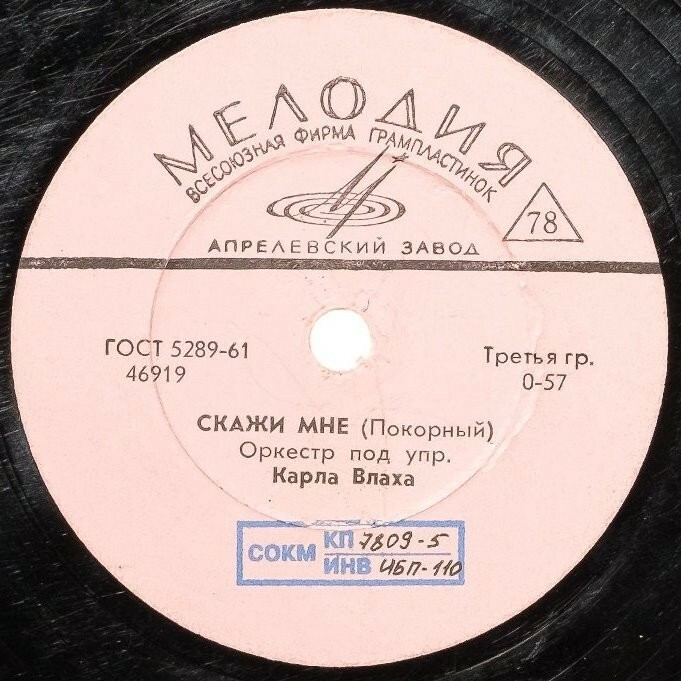 МЕЛОДИЯ
ВСЕСОЮЗНАЯ ФИРМА ГРАМПЛАСТИНОК
78
АПРЕЛЕВСКИЙ ЗАВОД
ГОСТ 5289-61
46919
Третья гр.
0-57
СКАЖИ МНЕ (Покорный)
Оркестр под упр.
Карла Влаха
СОКМ
КП 7809-5
ИНВ ИБП-110